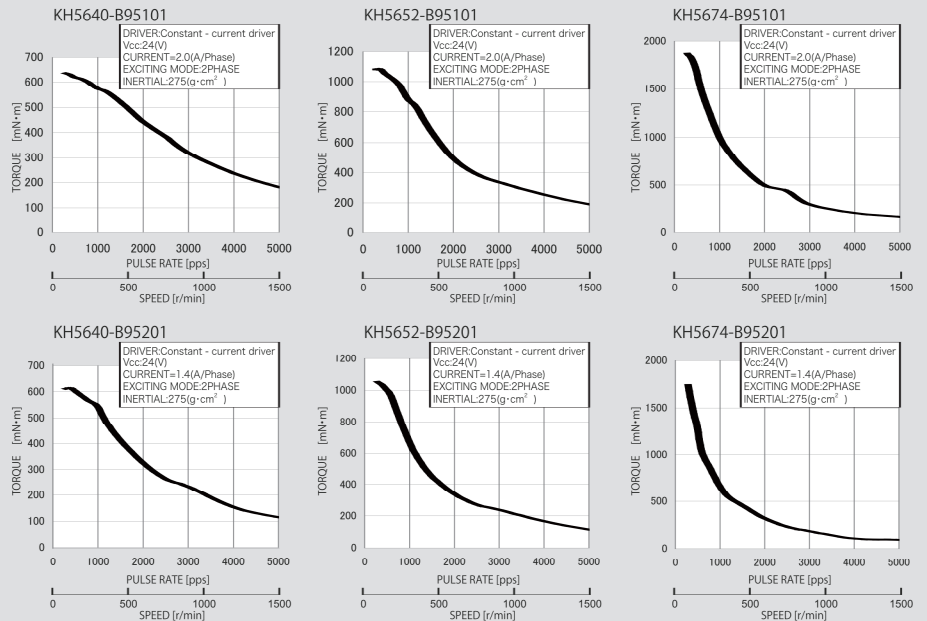 KH5640-B95101
DRIVER:Constant - current driver
Vcc:24(V)
CURRENT=2.0(A/Phase)
EXCITING MODE:2PHASE
INERTIAL:275(g・cm² )
TORQUE [mN・m]
700
600
500
400
300
200
100
0
0 1000 2000 3000 4000 5000
PULSE RATE [pps]
0 500 1000 1500
SPEED [r/min]
KH5652-B95101
DRIVER:Constant - current driver
Vcc:24(V)
CURRENT=2.0(A/Phase)
EXCITING MODE:2PHASE
INERTIAL:275(g・cm² )
TORQUE [mN・m]
1200
1000
800
600
400
200
0
0 1000 2000 3000 4000 5000
PULSE RATE [pps]
0 500 1000 1500
SPEED [r/min]
KH5674-B95101
DRIVER:Constant - current driver
Vcc:24(V)
CURRENT=2.0(A/Phase)
EXCITING MODE:2PHASE
INERTIAL:275(g・cm² )
TORQUE [mN・m]
2000
1500
1000
500
0
0 1000 2000 3000 4000 5000
PULSE RATE [pps]
0 500 1000 1500
SPEED [r/min]
KH5640-B95201
DRIVER:Constant - current driver
Vcc:24(V)
CURRENT=1.4(A/Phase)
EXCITING MODE:2PHASE
INERTIAL:275(g・cm² )
TORQUE [mN・m]
700
600
500
400
300
200
100
0
0 1000 2000 3000 4000 5000
PULSE RATE [pps]
0 500 1000 1500
SPEED [r/min]
KH5652-B95201
DRIVER:Constant - current driver
Vcc:24(V)
CURRENT=1.4(A/Phase)
EXCITING MODE:2PHASE
INERTIAL:275(g・cm² )
TORQUE [mN・m]
1200
1000
800
600
400
200
0
0 1000 2000 3000 4000 5000
PULSE RATE [pps]
0 500 1000 1500
SPEED [r/min]
KH5674-B95201
DRIVER:Constant - current driver
Vcc:24(V)
CURRENT=1.4(A/Phase)
EXCITING MODE:2PHASE
INERTIAL:275(g・cm² )
TORQUE [mN・m]
2000
1500
1000
500
0
0 1000 2000 3000 4000 5000
PULSE RATE [pps]
0 500 1000 1500
SPEED [r/min]